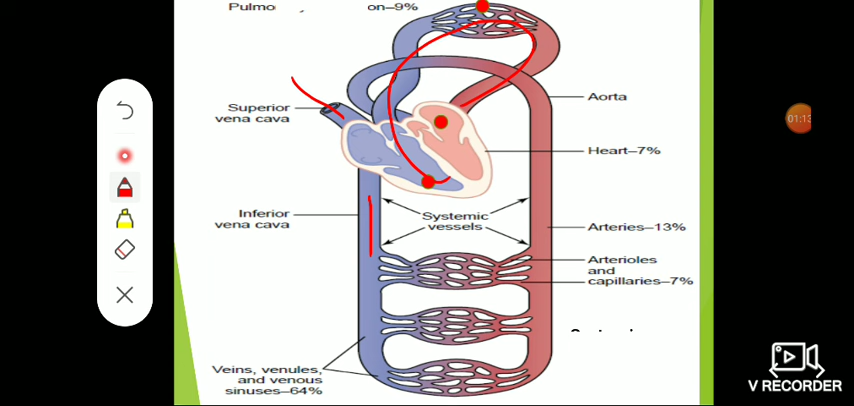 on–9%
Superior
vena cava
Aorta
Heart–7%
Inferior
vena cava
Systemic
vessels
Arteries–13%
Arterioles
and
capillaries–7%
Veins, venules,
and venous
sinuses–64%
01:13
V RECORDER